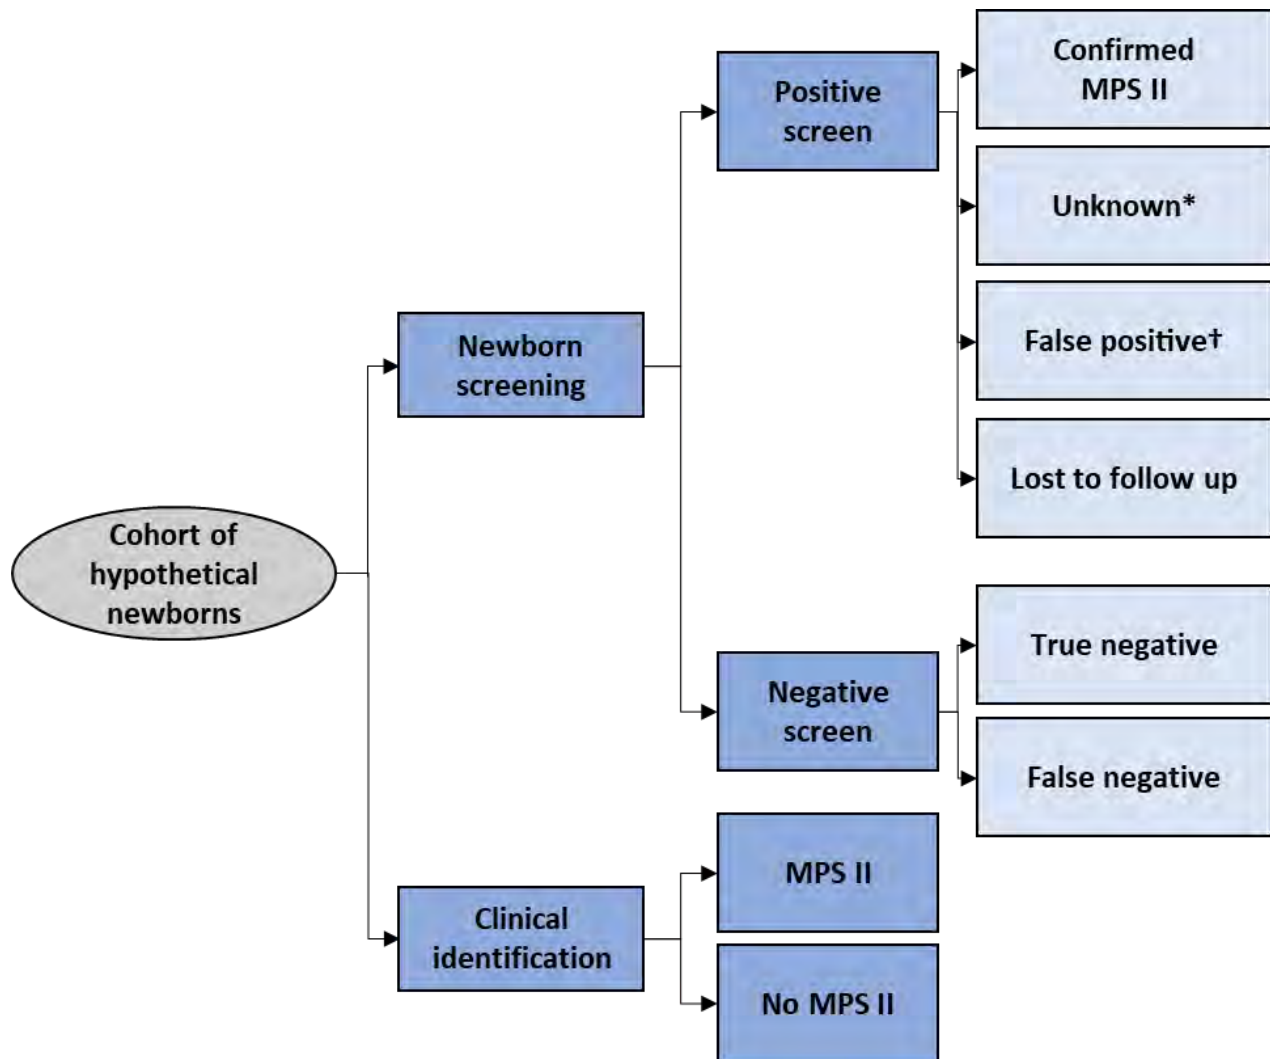 Cohort of
hypothetical
newborns
Newborn
screening
Clinical
identification
Positive
screen
Negative
screen
MPS II
No MPS II
Confirmed
MPS II
Unknown*
False positive†
Lost to follow up
True negative
False negative